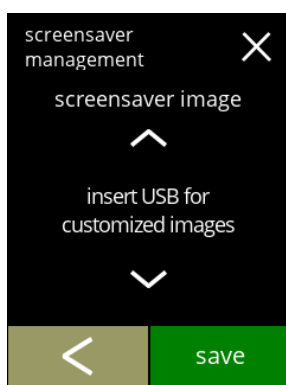 screensaver
management
screensaver image
insert USB for
customized images
save